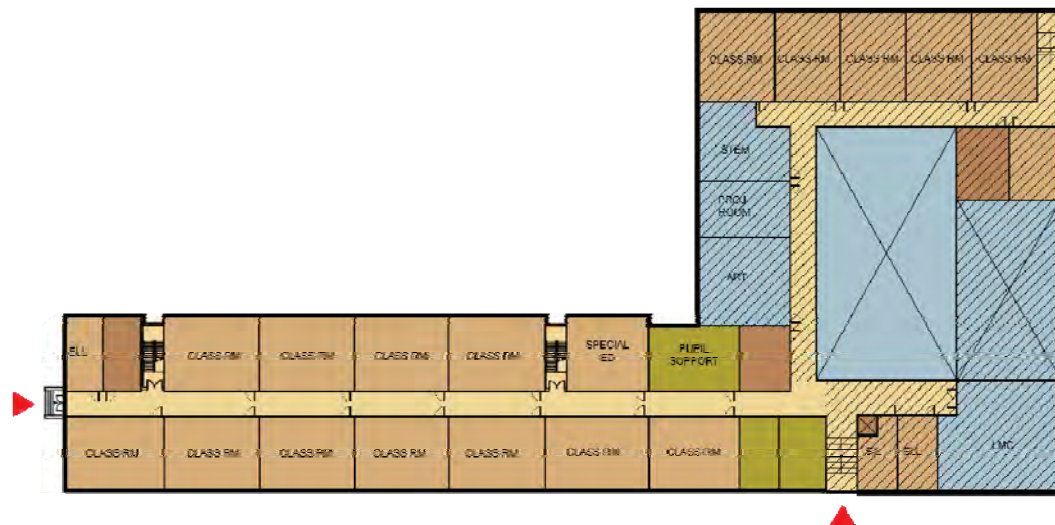 CLASS RM CLASS RM CLASS RM CLASS RM CLASS RM
STEM
PROJ.
ROOM
ART
ELL CLASS RM CLASS RM CLASS RM CLASS RM SPECIAL
ED
PUPIL
SUPPORT
CLASS RM CLASS RM CLASS RM CLASS RM CLASS RM CLASS RM CLASS RM ELL ELL LMC